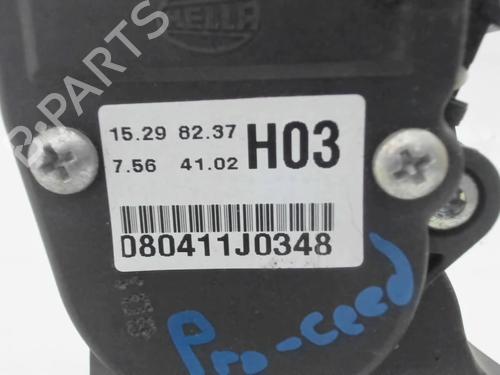 HELLA
B-PARTS
15.29 82.37 H03
7.56 41.02
080411J0348
Pro-ceed